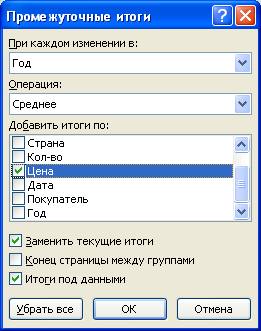 Промежуточные итоги
При каждом изменении в:
Год
Операция:
Среднее
Добавить итоги по:
Страна
Кол-во
Цена
Дата
Покупатель
Год
Заменить текущие итоги
Конец страницы между группами
Итоги под данными
Убрать все
ОК
Отмена